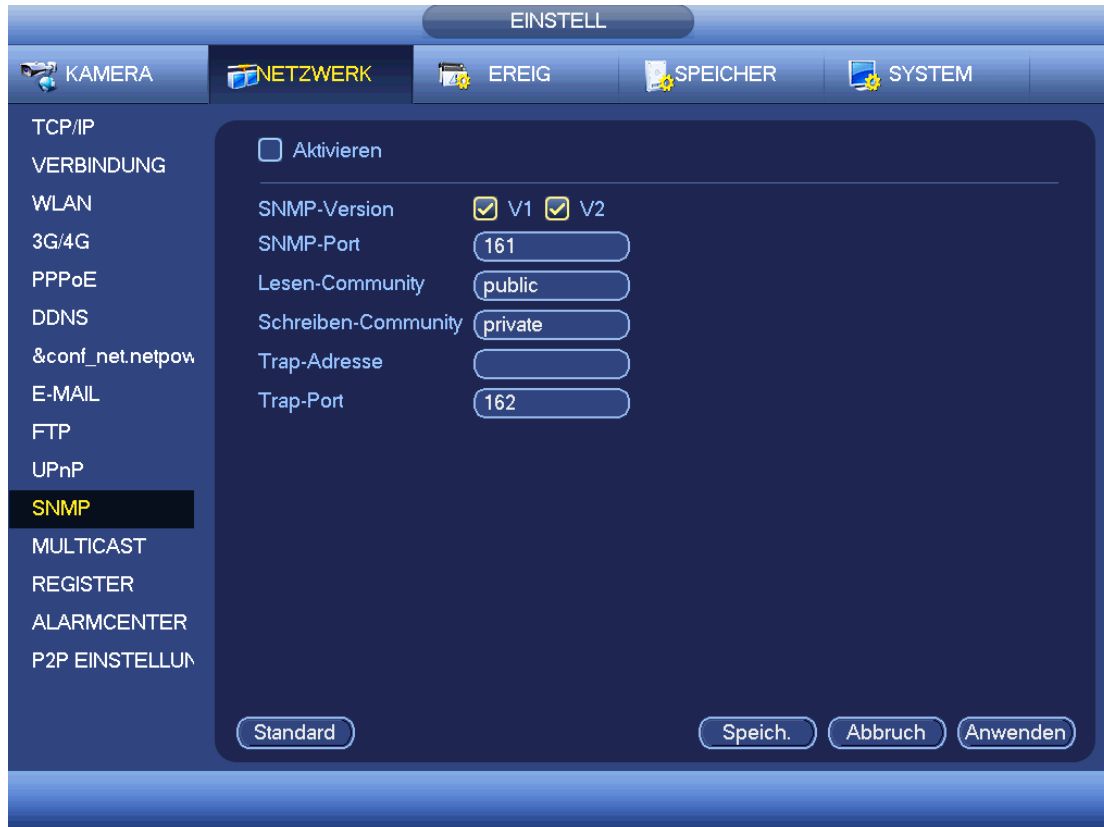 EINSTELL
KAMERA NETZWERK EREIG SPEICHER SYSTEM
TCP/IP
VERBINDUNG
WLAN
3G/4G
PPPoE
DDNS
&conf_net.netpow
E-MAIL
FTP
UPnP
SNMP
MULTICAST
REGISTER
ALARMCENTER
P2P EINSTELLUN
Aktivieren
SNMP-Version V1 V2
SNMP-Port 161
Lesen-Community public
Schreiben-Community private
Trap-Adresse
Trap-Port 162
Standard Speich. Abbruch Anwenden